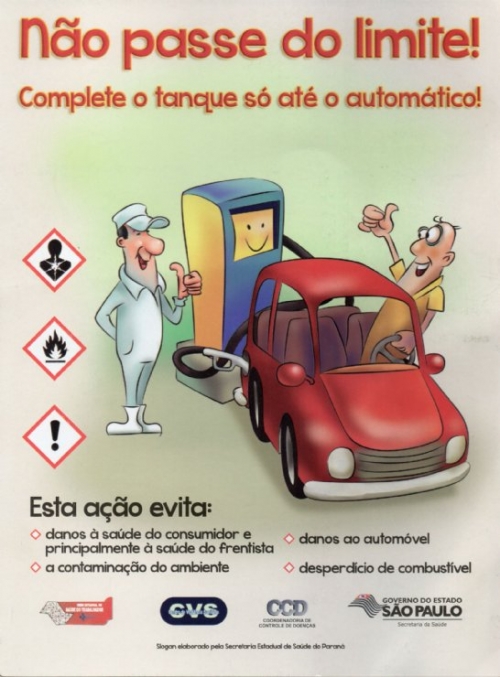 Não passe do limite!
Complete o tanque só até o automático!
Esta ação evita:
danos à saúde do consumidor e
principalmente à saúde do frentista
a contaminação do ambiente
danos ao automóvel
desperdício de combustível
CVS
CCD
COORDENADORIA DE
CONTROLE DE DOENÇAS
GOVERNO DO ESTADO
SÃO PAULO
Secretaria da Saúde
Slogan elaborado pela Secretaria Estadual de Saúde do Paraná